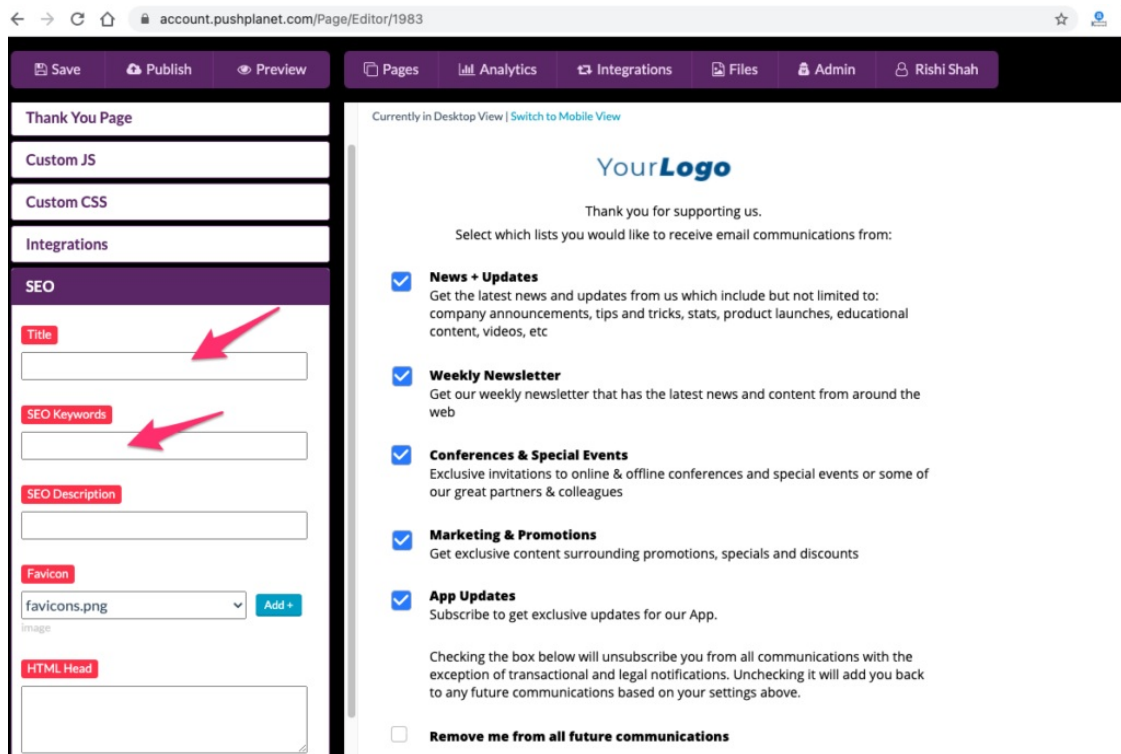 account.pushplanet.com/Page/Editor/1983
Save Publish Preview Pages Analytics Integrations Files Admin Rishi Shah
Thank You Page
Custom JS
Custom CSS
Integrations
SEO
Title
SEO Keywords
SEO Description
Favicon
favicons.png Add +
image
HTML Head
Currently in Desktop View | Switch to Mobile View
YourLogo
Thank you for supporting us.
Select which lists you would like to receive email communications from:
News + Updates
Get the latest news and updates from us which include but not limited to:
company announcements, tips and tricks, stats, product launches, educational
content, videos, etc
Weekly Newsletter
Get our weekly newsletter that has the latest news and content from around the
web
Conferences & Special Events
Exclusive invitations to online & offline conferences and special events or some of
our great partners & colleagues
Marketing & Promotions
Get exclusive content surrounding promotions, specials and discounts
App Updates
Subscribe to get exclusive updates for our App.
Checking the box below will unsubscribe you from all communications with the
exception of transactional and legal notifications. Unchecking it will add you back
to any future communications based on your settings above.
Remove me from all future communications